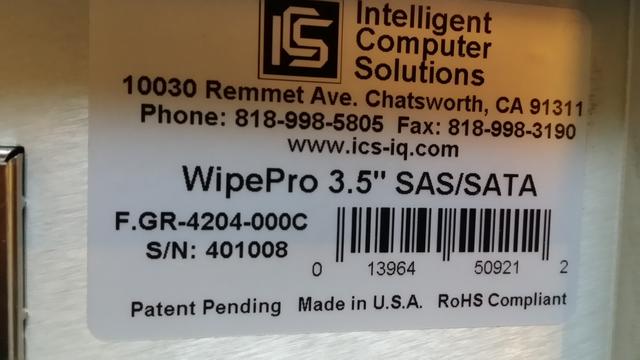 ICS
Intelligent
Computer
Solutions
10030 Remmet Ave. Chatsworth, CA 91311
Phone: 818-998-5805 Fax: 818-998-3190
www.ics-iq.com
WipePro 3.5" SAS/SATA
F.GR-4204-000C
S/N: 401008
0 13964 50921 2
Patent Pending Made in U.S.A. RoHS Compliant